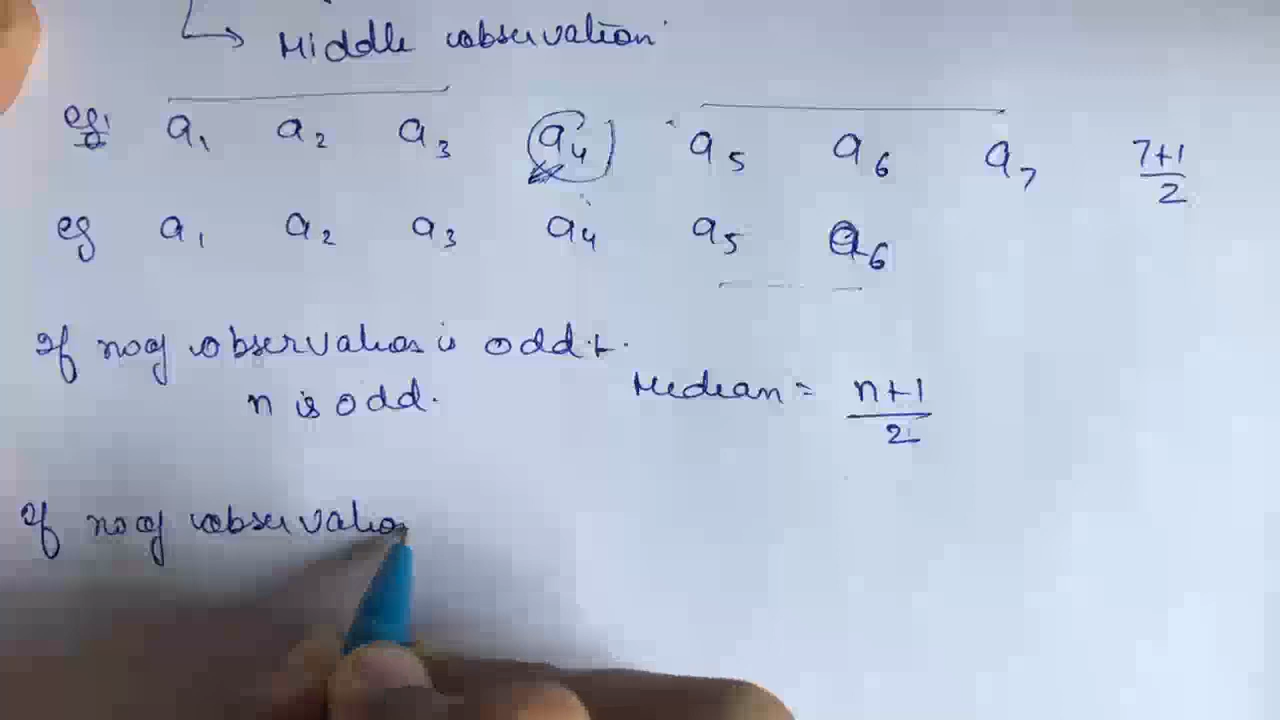 Middle observation
eg: a1 a2 a3 a4 a5 a6 a7 7+1/2
eg a1 a2 a3 a4 a5 a6
If no of observation is odd.
n is odd. Median = n+1/2
If no of observatio